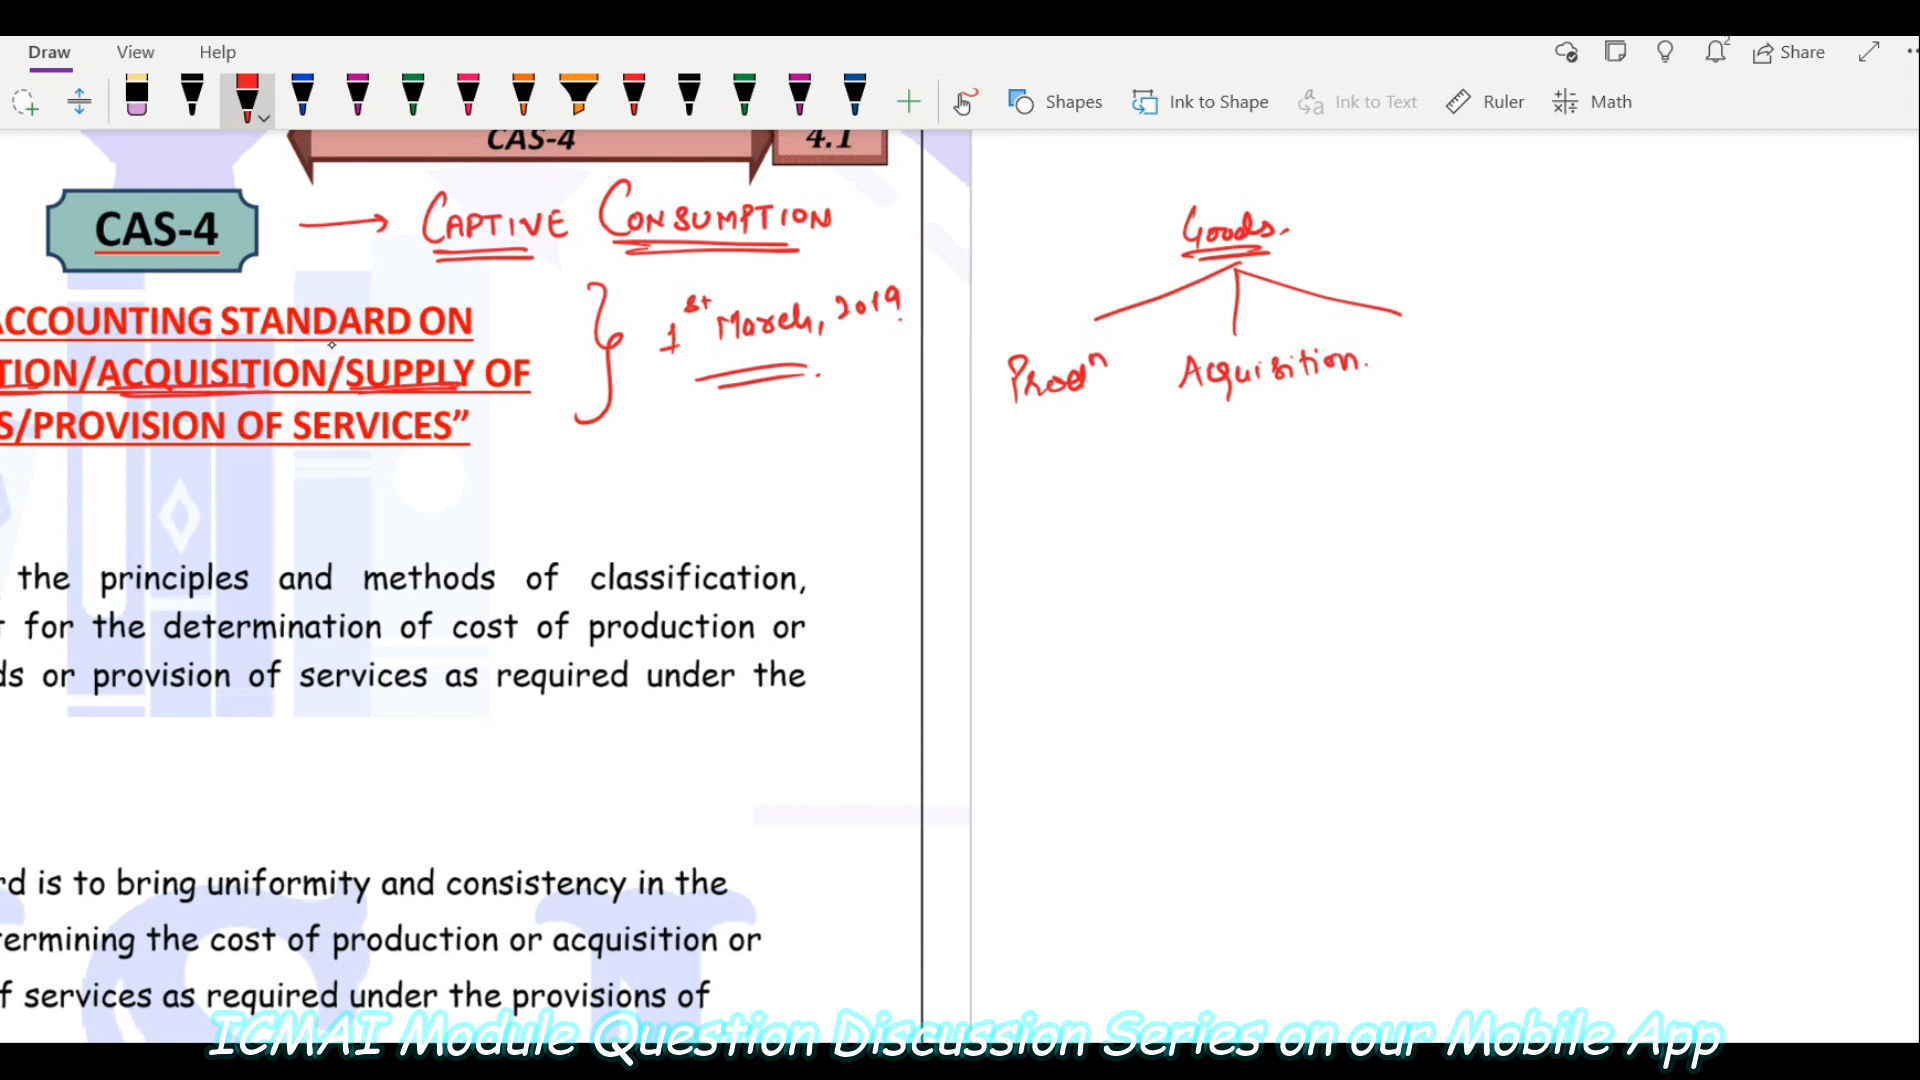 Draw View Help
2
Share
Shapes Ink to Shape Ink to Text Ruler Math
CAS-4 4.1
CAS-4 → CAPTIVE CONSUMPTION
ACCOUNTING STANDARD ON
TION/ACQUISITION/SUPPLY OF
S/PROVISION OF SERVICES”
1st March, 2019.
Goods.
Prodn Acquisition.
the principles and methods of classification,
for the determination of cost of production or
ds or provision of services as required under the
rd is to bring uniformity and consistency in the
termining the cost of production or acquisition or
f services as required under the provisions of
ICMAI Module Question Discussion Series on our Mobile App